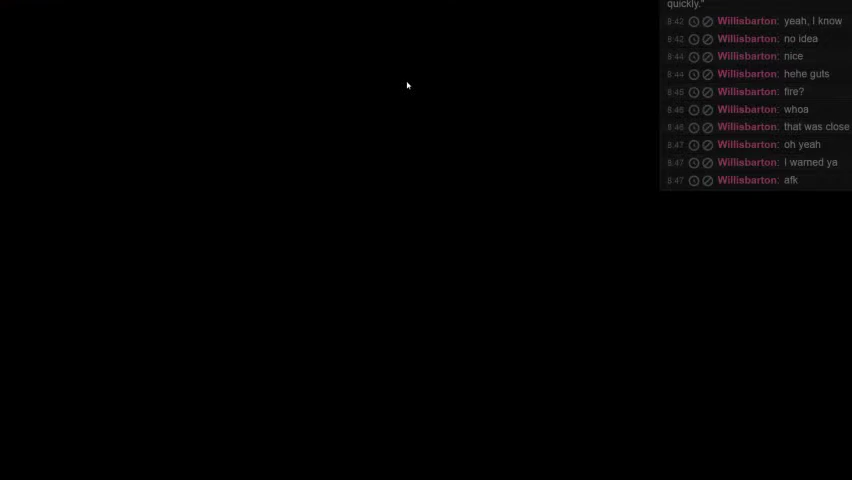 quickly."
8:42 Willisbarton: yeah, I know
8:42 Willisbarton: no idea
8:44 Willisbarton: nice
8:44 Willisbarton: hehe guts
8:45 Willisbarton: fire?
8:46 Willisbarton: whoa
8:46 Willisbarton: that was close
8:47 Willisbarton: oh yeah
8:47 Willisbarton: I warned ya
8:47 Willisbarton: afk